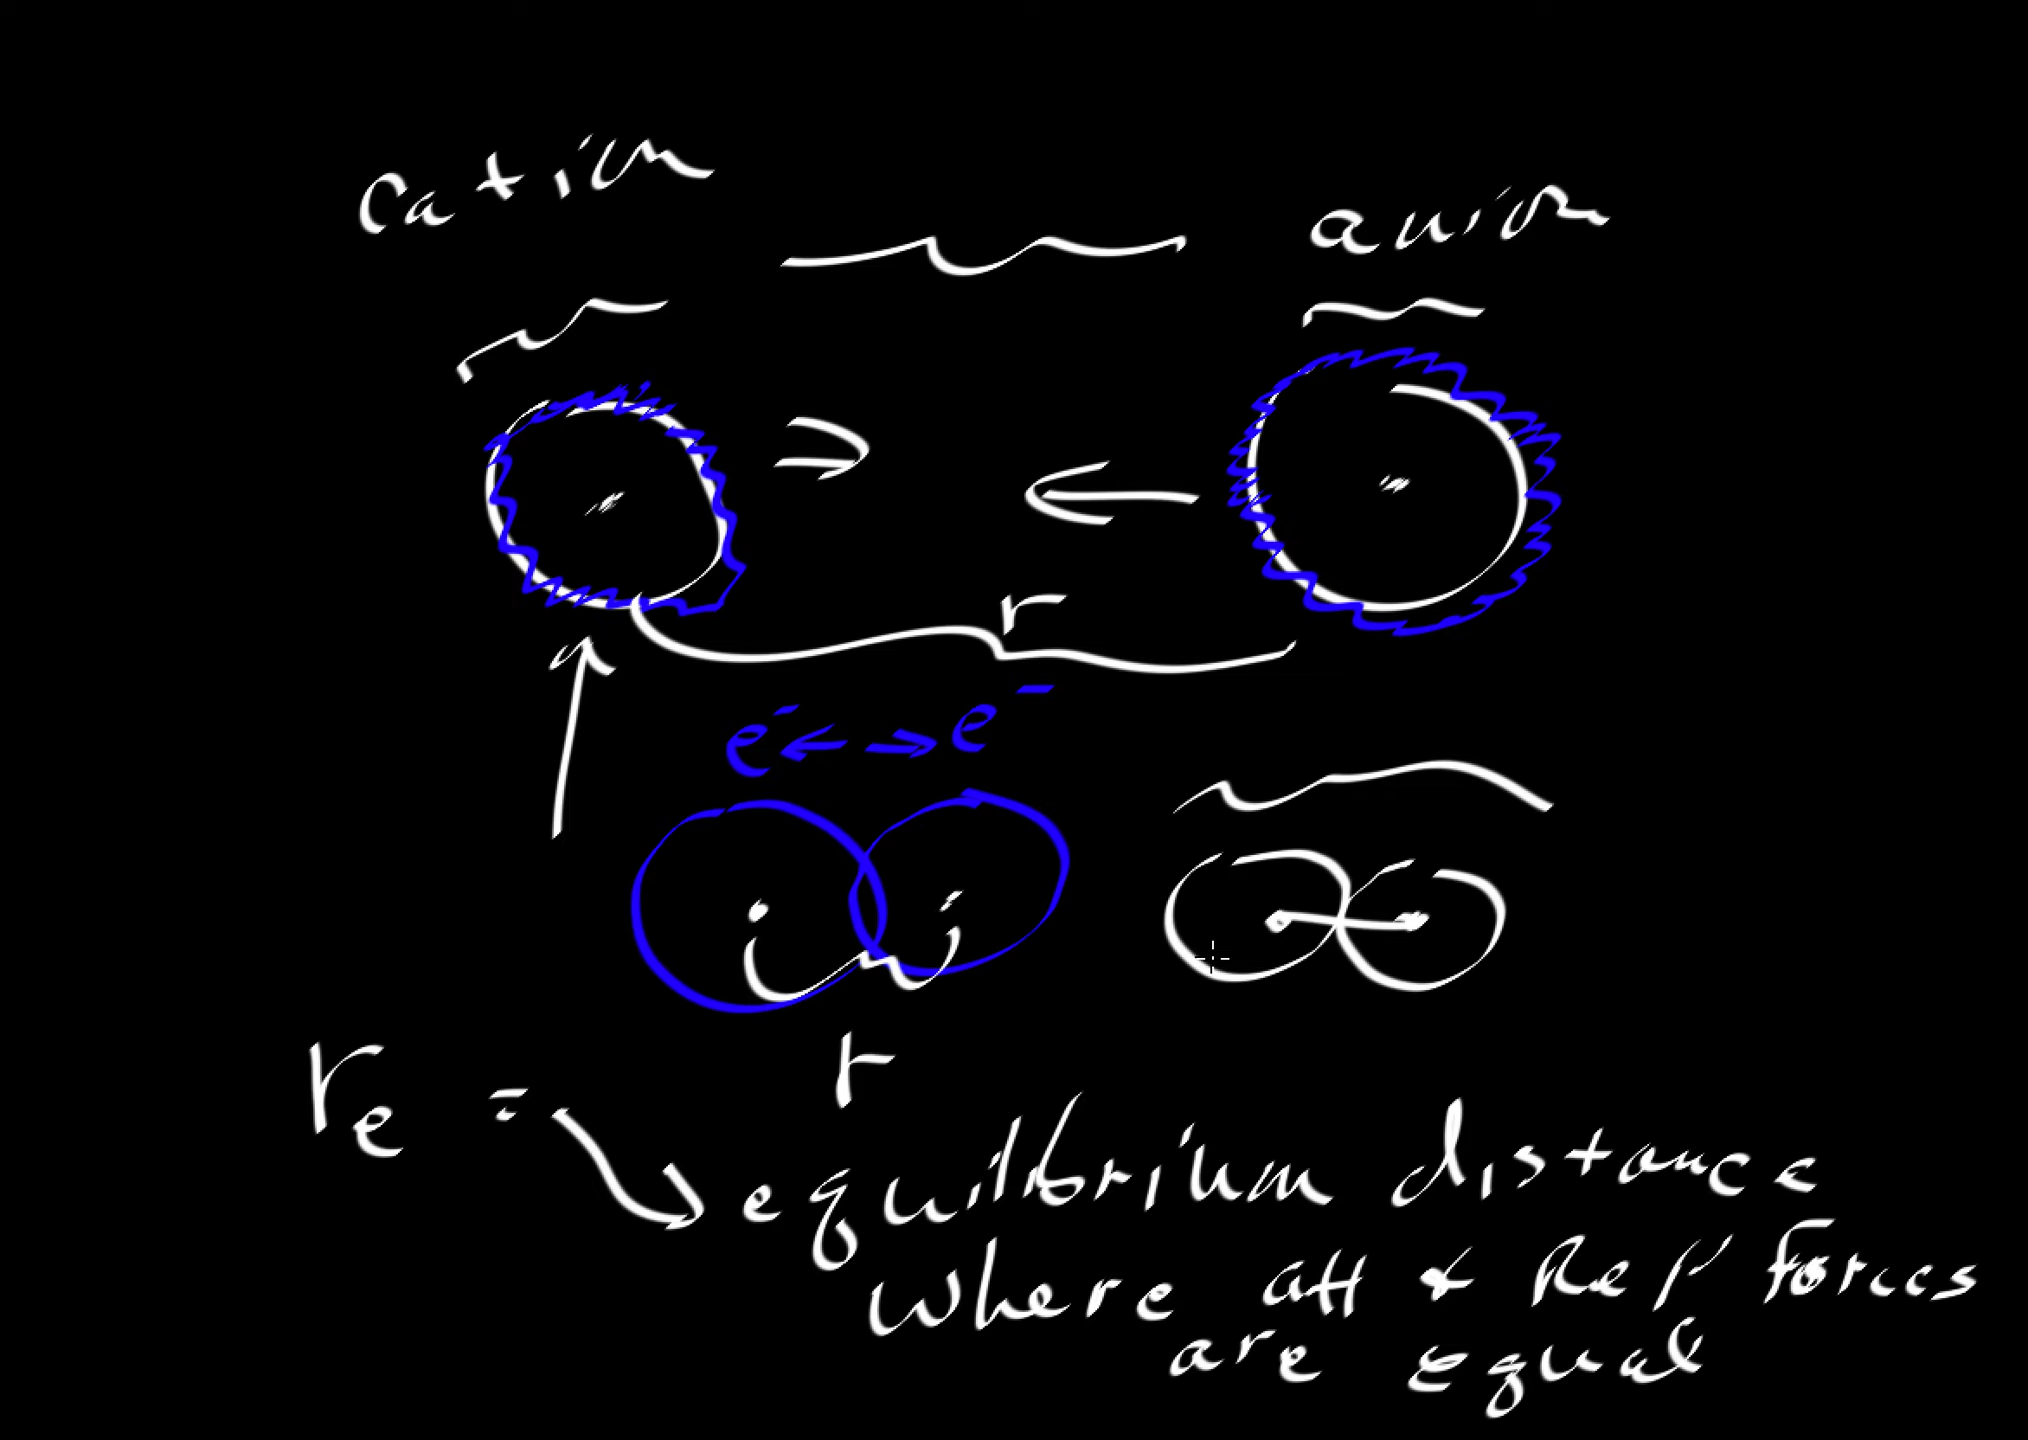 cation
anion
r
e⁻ ← → e⁻
r
re = → equilibrium distance
where att & Rep forces
are equal